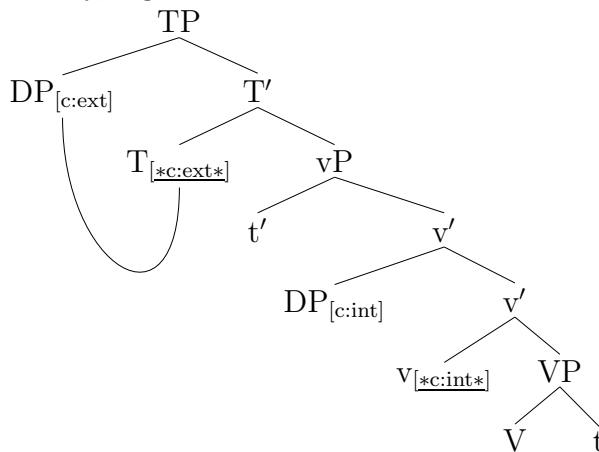 TP
DP[c:ext] T′
T[*c:ext*] vP
t′ v′
DP[c:int] v′
v[*c:int*] VP
V t